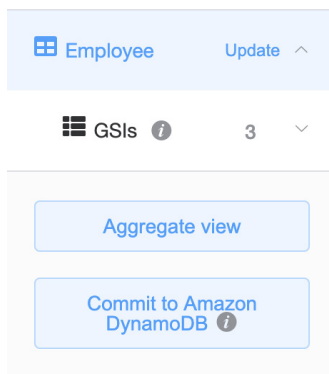 Employee Update
GSIs i 3
Aggregate view
Commit to Amazon
DynamoDB i